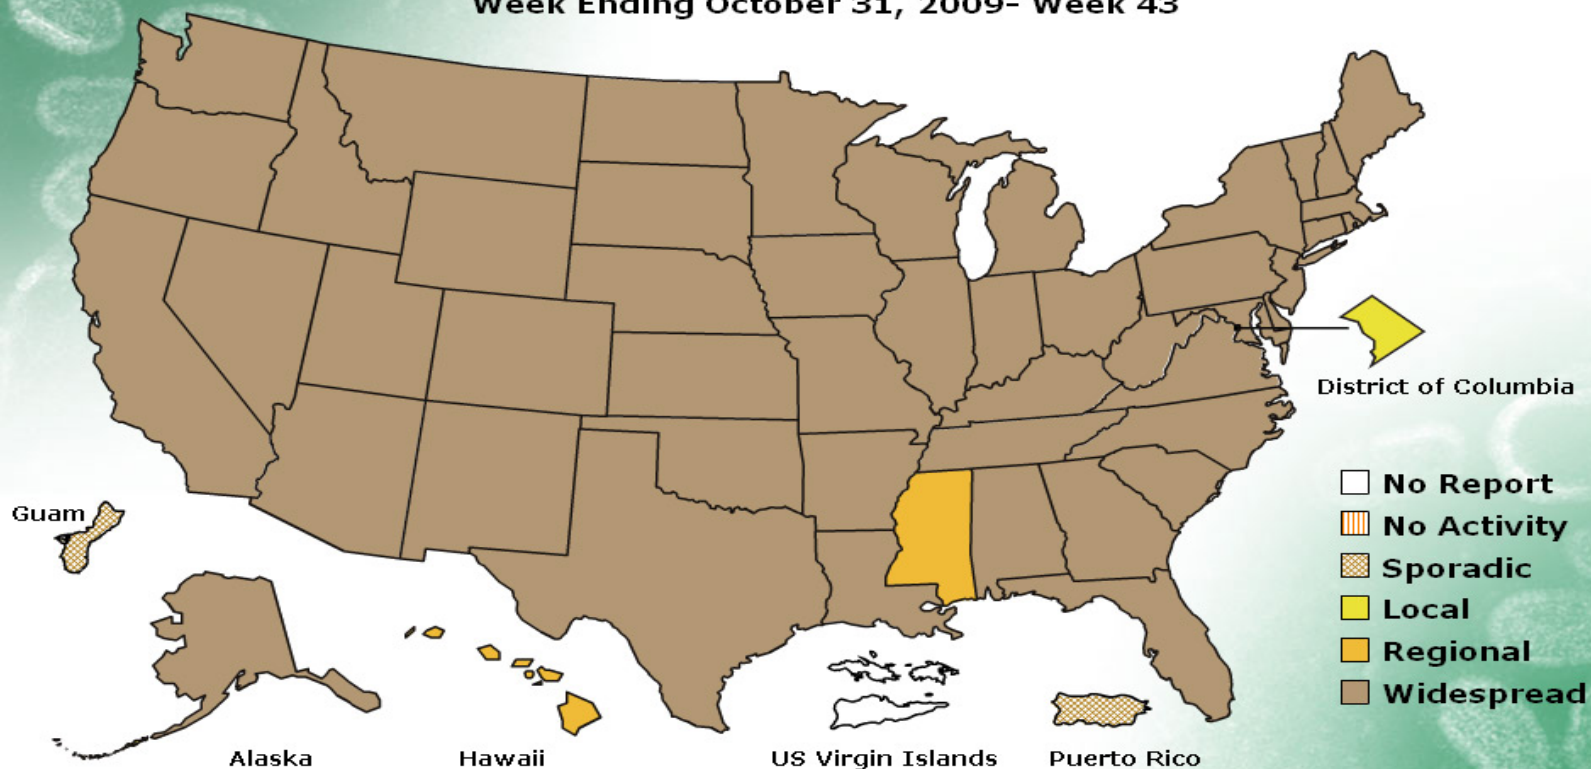 Week Ending October 31, 2009- Week 43
District of Columbia
Guam
No Report
No Activity
Sporadic
Local
Regional
Widespread
Alaska
Hawaii
US Virgin Islands
Puerto Rico